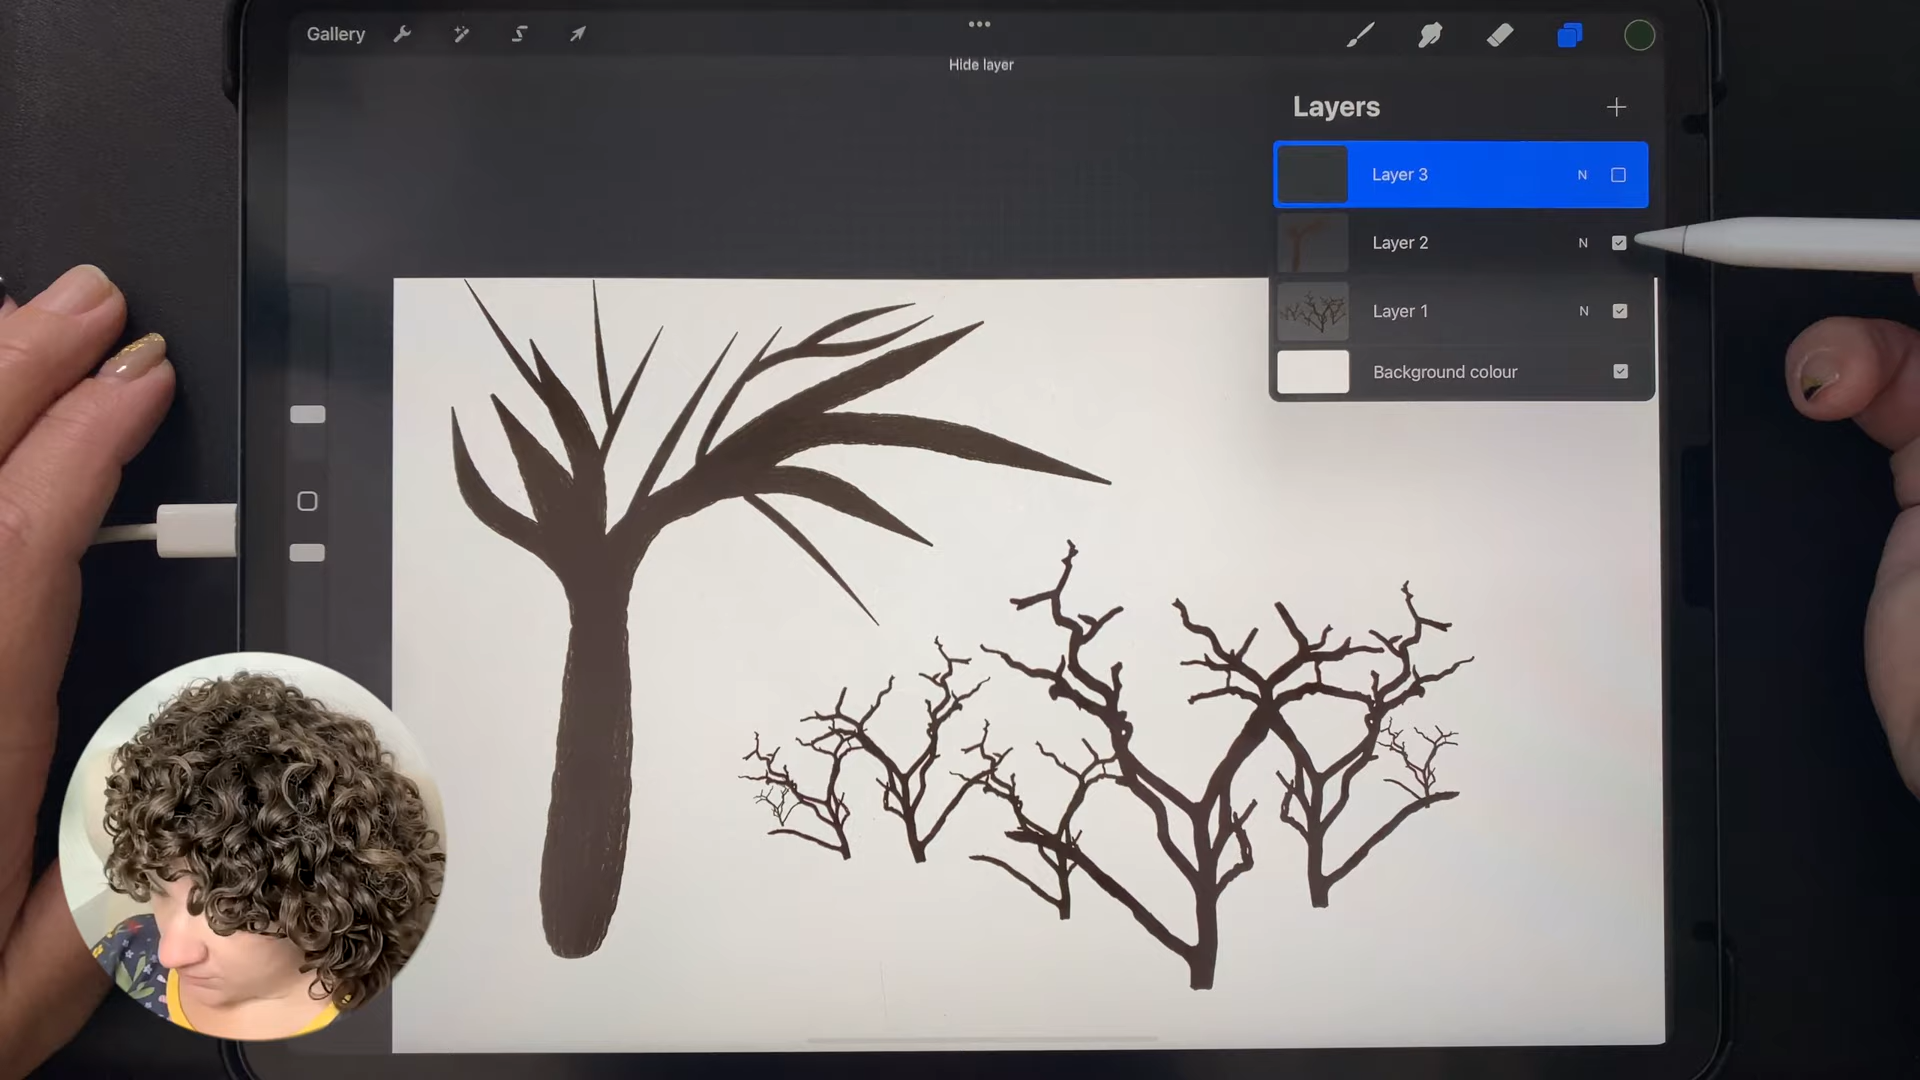 Gallery
Hide layer
Layers
Layer 3 N
Layer 2 N
Layer 1 N
Background colour